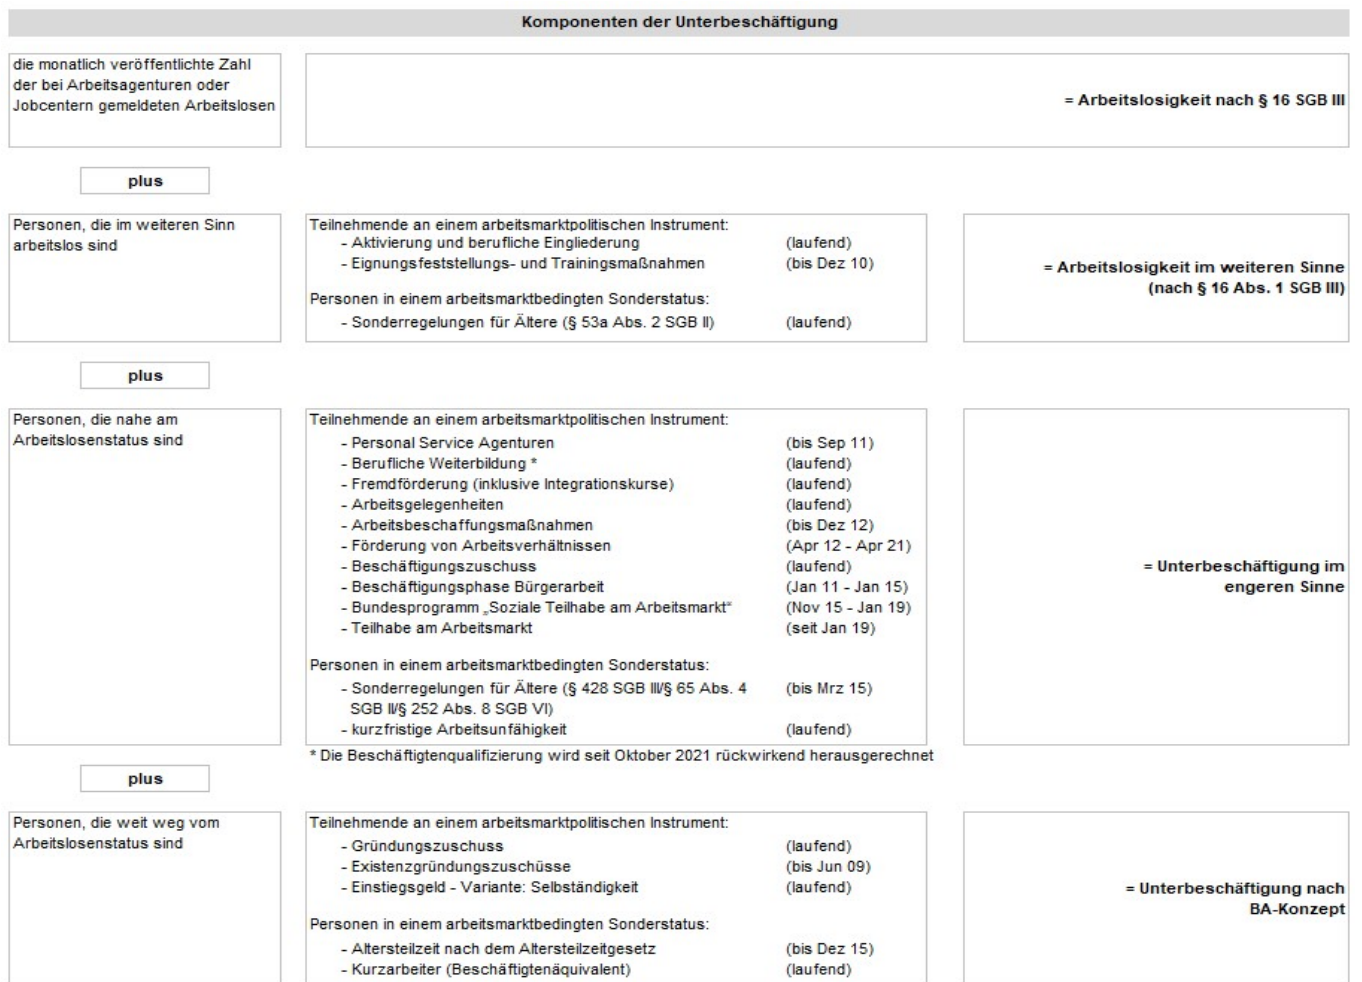 Komponenten der Unterbeschäftigung
die monatlich veröffentlichte Zahl
der bei Arbeitsagenturen oder
Jobcentern gemeldeten Arbeitslosen
= Arbeitslosigkeit nach § 16 SGB III
plus
Personen, die im weiteren Sinn
arbeitslos sind
Teilnehmende an einem arbeitsmarktpolitischen Instrument:
- Aktivierung und berufliche Eingliederung (laufend)
- Eignungsfeststellungs- und Trainingsmaßnahmen (bis Dez 10)
Personen in einem arbeitsmarktbedingten Sonderstatus:
- Sonderregelungen für Ältere (§ 53a Abs. 2 SGB II) (laufend)
= Arbeitslosigkeit im weiteren Sinne
(nach § 16 Abs. 1 SGB III)
plus
Personen, die nahe am
Arbeitslosenstatus sind
Teilnehmende an einem arbeitsmarktpolitischen Instrument:
- Personal Service Agenturen (bis Sep 11)
- Berufliche Weiterbildung * (laufend)
- Fremdförderung (inklusive Integrationskurse) (laufend)
- Arbeitsgelegenheiten (laufend)
- Arbeitsbeschaffungsmaßnahmen (bis Dez 12)
- Förderung von Arbeitsverhältnissen (Apr 12 - Apr 21)
- Beschäftigungszuschuss (laufend)
- Beschäftigungsphase Bürgerarbeit (Jan 11 - Jan 15)
- Bundesprogramm „Soziale Teilhabe am Arbeitsmarkt“ (Nov 15 - Jan 19)
- Teilhabe am Arbeitsmarkt (seit Jan 19)
Personen in einem arbeitsmarktbedingten Sonderstatus:
- Sonderregelungen für Ältere (§ 428 SGB III/§ 65 Abs. 4 (bis Mrz 15)
SGB II/§ 252 Abs. 8 SGB VI)
- kurzfristige Arbeitsunfähigkeit (laufend)
= Unterbeschäftigung im
engeren Sinne
* Die Beschäftigtenqualifizierung wird seit Oktober 2021 rückwirkend herausgerechnet
plus
Personen, die weit weg vom
Arbeitslosenstatus sind
Teilnehmende an einem arbeitsmarktpolitischen Instrument:
- Gründungszuschuss (laufend)
- Existenzgründungszuschüsse (bis Jun 09)
- Einstiegsgeld - Variante: Selbständigkeit (laufend)
Personen in einem arbeitsmarktbedingten Sonderstatus:
- Altersteilzeit nach dem Altersteilzeitgesetz (bis Dez 15)
- Kurzarbeiter (Beschäftigtenäquivalent) (laufend)
= Unterbeschäftigung nach
BA-Konzept